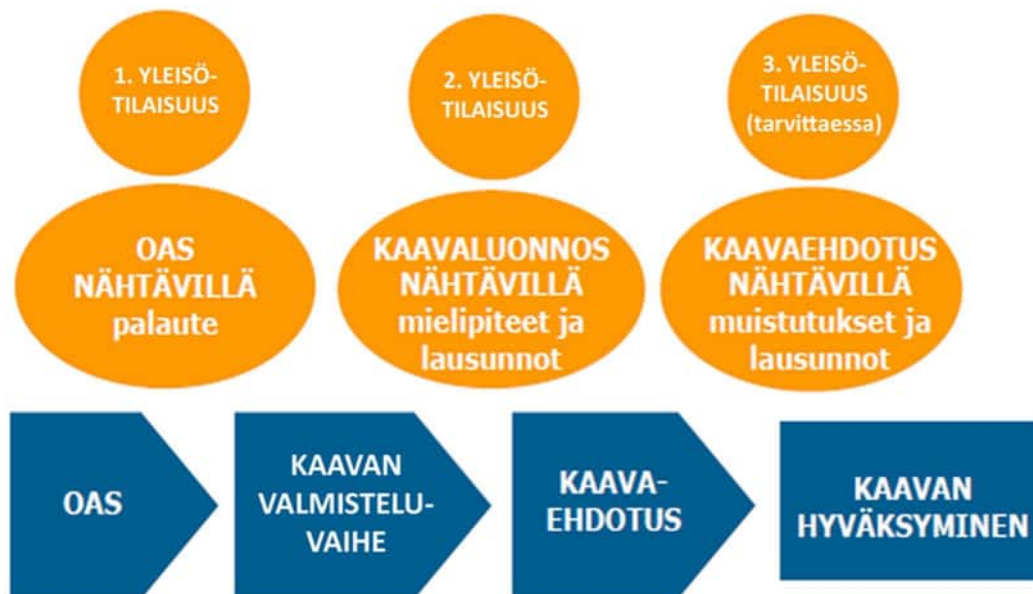 1. YLEISÖ-
TILAISUUS
2. YLEISÖ-
TILAISUUS
3. YLEISÖ-
TILAISUUS
(tarvittaessa)
OAS
NÄHTÄVILLÄ
palaute
KAAVALUONNOS
NÄHTÄVILLÄ
mielipiteet ja
lausunnot
KAAVAEHDOTUS
NÄHTÄVILLÄ
muistutukset ja
lausunnot
OAS
KAAVAN
VALMISTELU-
VAIHE
KAAVA-
EHDOTUS
KAAVAN
HYVÄKSYMINEN